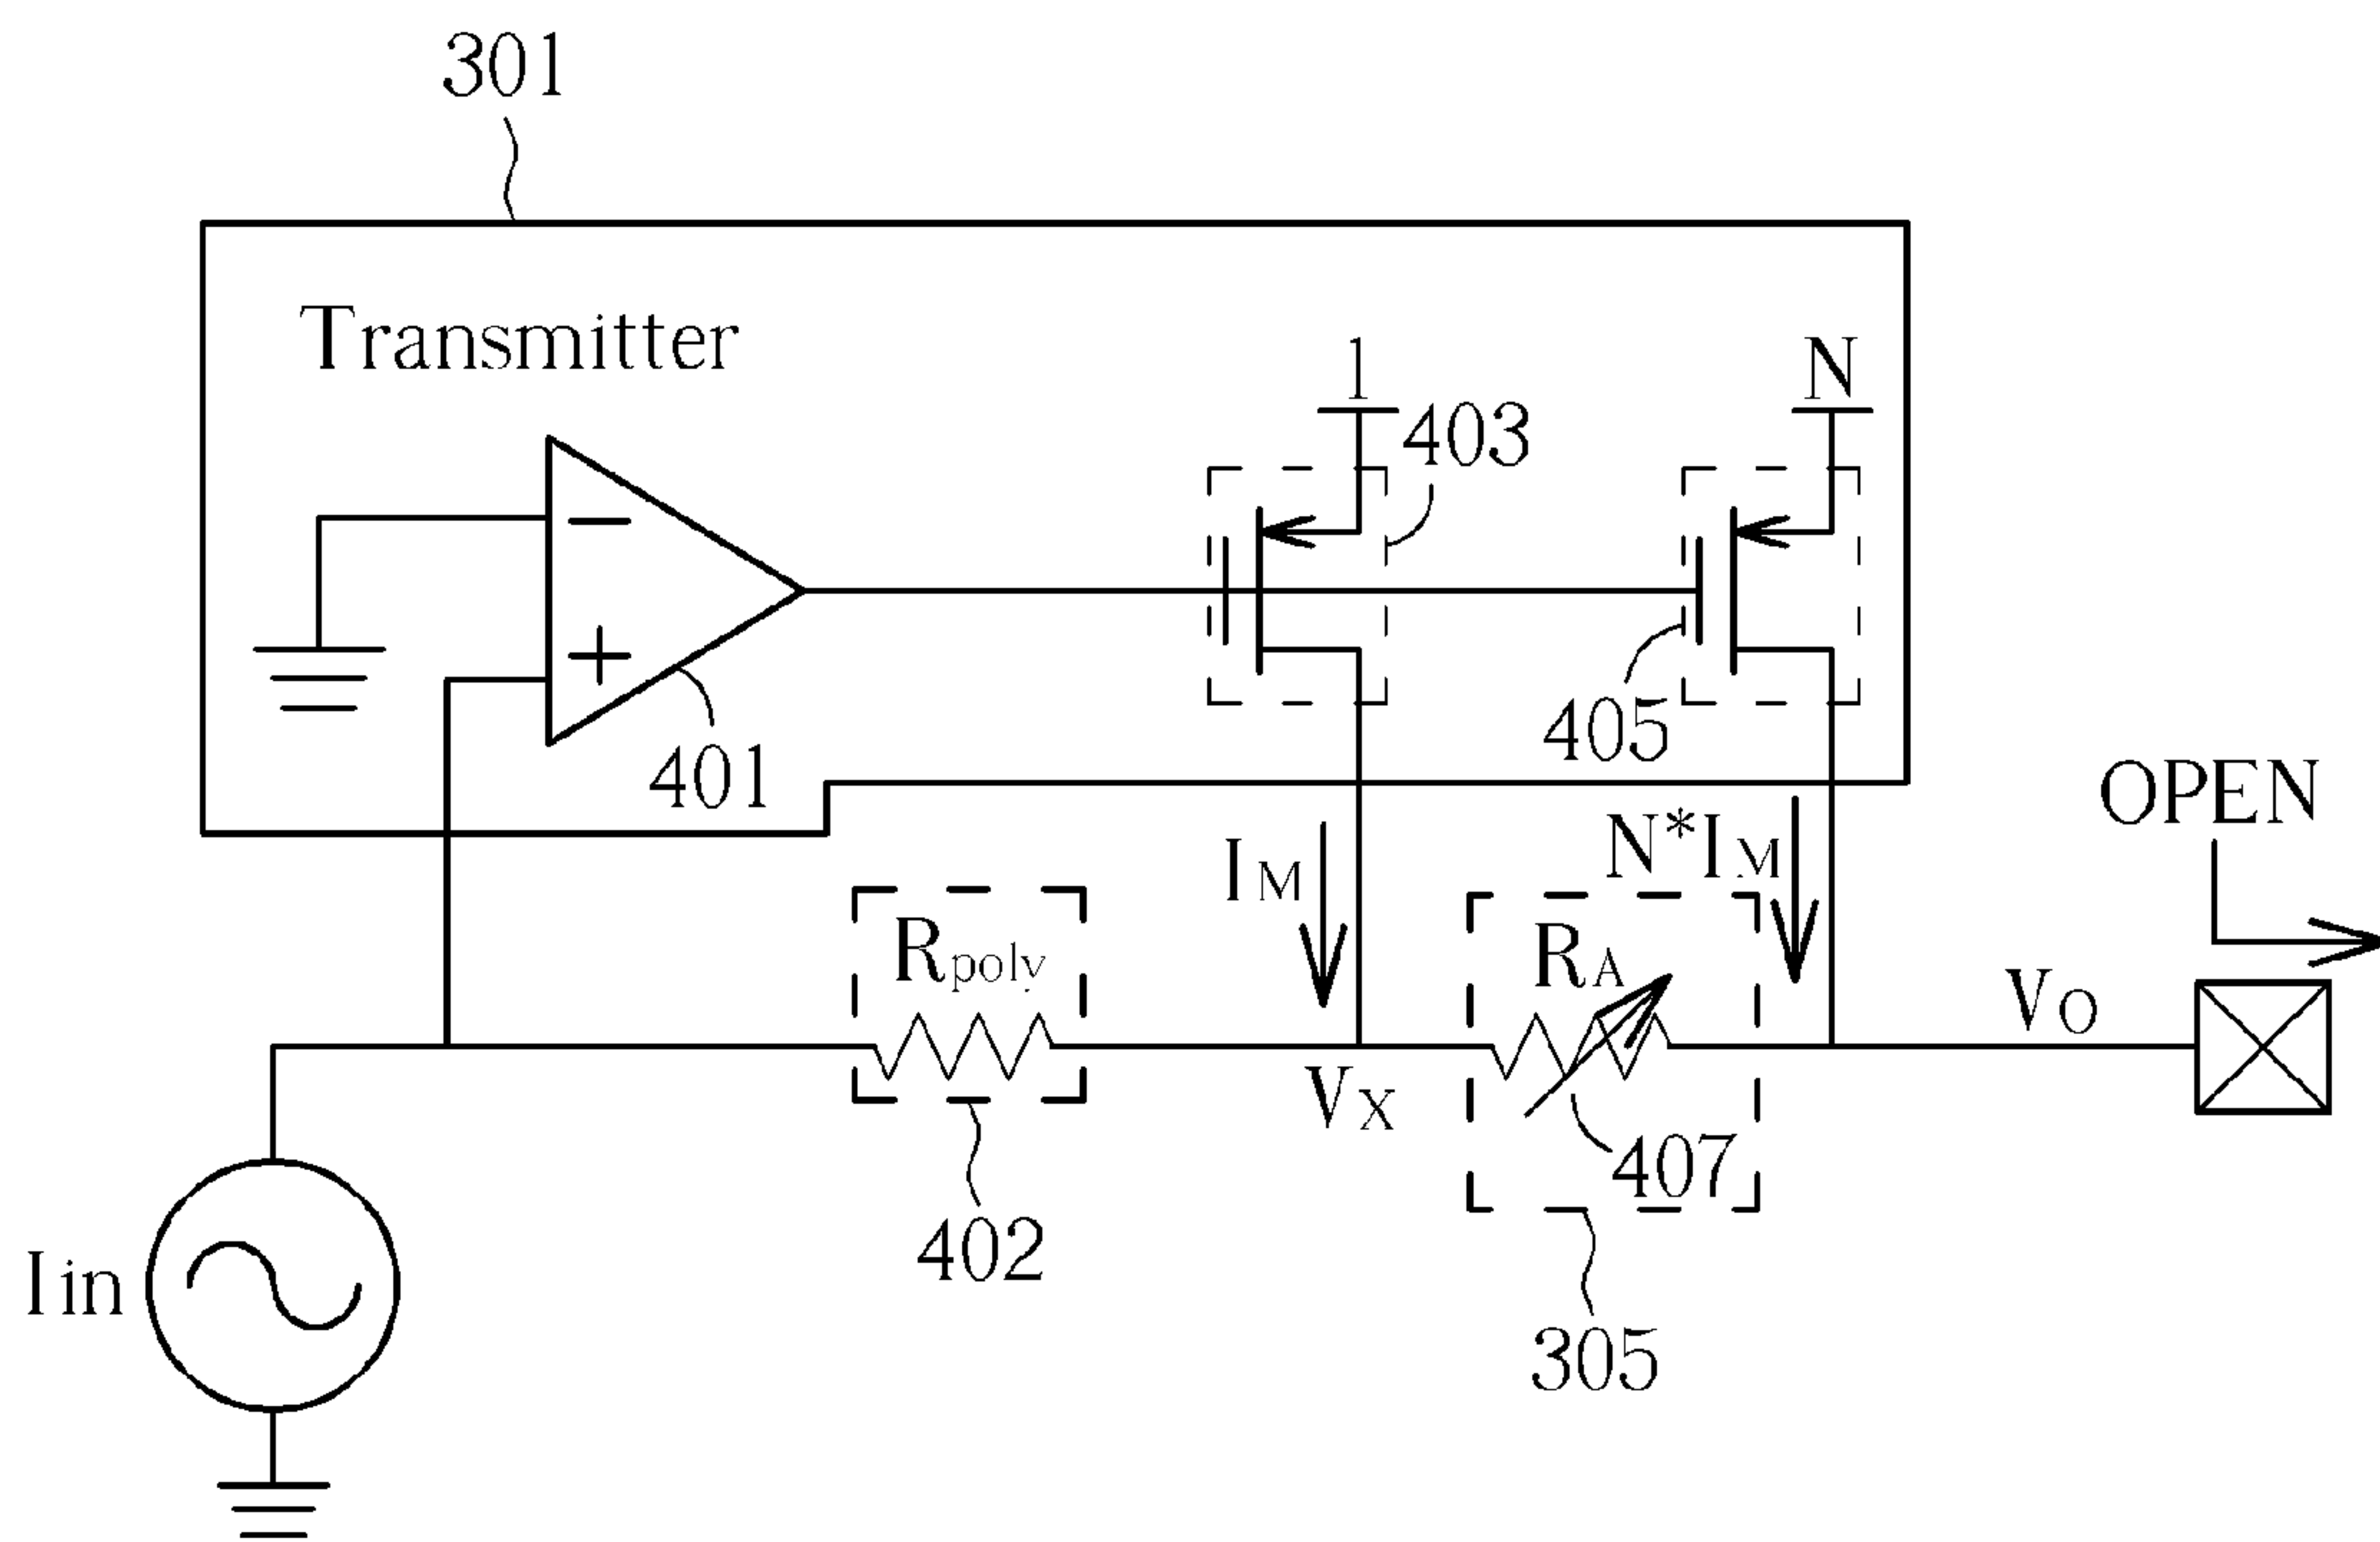 301
Transmitter
1
N
403
−
+
401
405
OPEN
N*IM
IM
Rpoly
RA
VO
VX
407
402
Iin
305